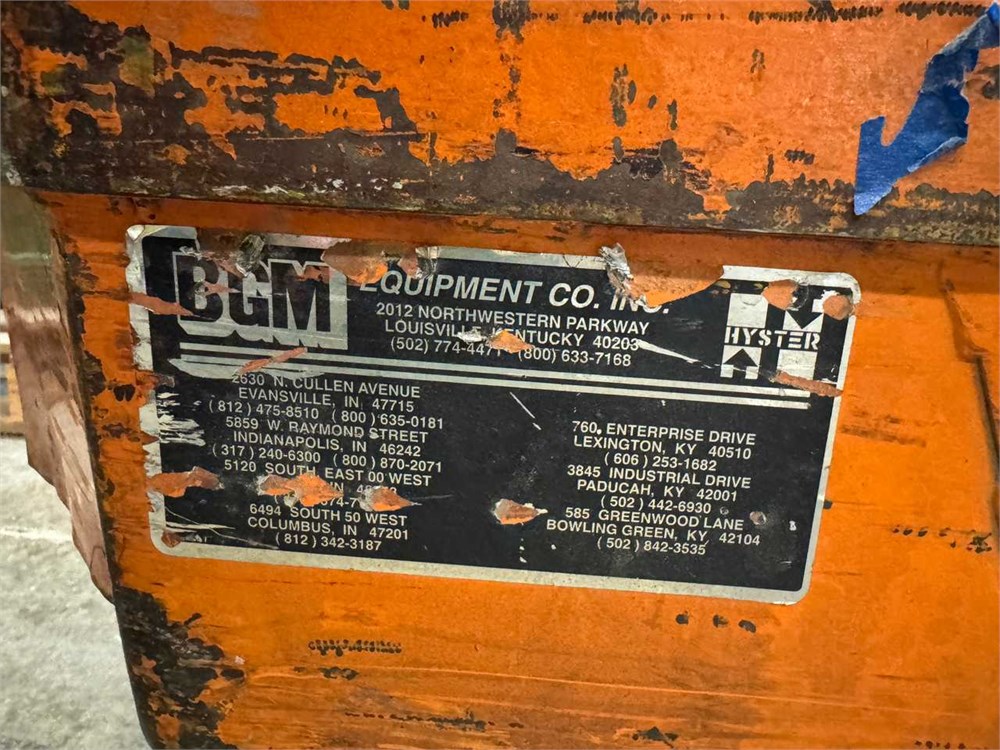 BGM
EQUIPMENT CO. INC.
2012 NORTHWESTERN PARKWAY
LOUISVILLE, KENTUCKY 40203
(502) 774-4471 (800) 633-7168
HYSTER
2630 N. CULLEN AVENUE
EVANSVILLE, IN 47715
(812) 475-8510 (800) 635-0181
5859 W. RAYMOND STREET
INDIANAPOLIS, IN 46242
(317) 240-6300 (800) 870-2071
5120 SOUTH EAST 00 WEST
6494 SOUTH 50 WEST
COLUMBUS, IN 47201
(812) 342-3187
760 ENTERPRISE DRIVE
LEXINGTON, KY 40510
(606) 253-1682
3845 INDUSTRIAL DRIVE
PADUCAH, KY 42001
(502) 442-6930
585 GREENWOOD LANE
BOWLING GREEN, KY 42104
(502) 842-3535